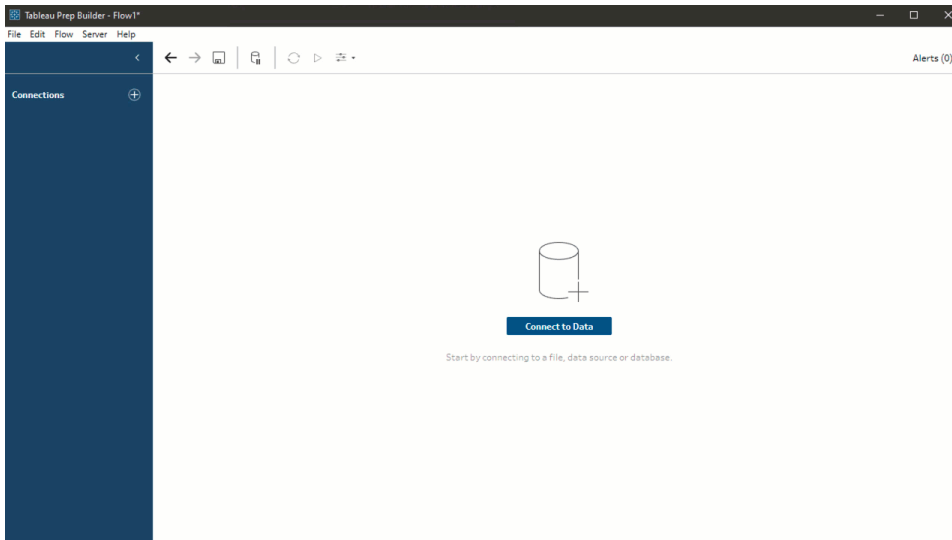 Tableau Prep Builder - Flow1*
File Edit Flow Server Help
Alerts (0)
Connections
Connect to Data
Start by connecting to a file, data source or database.